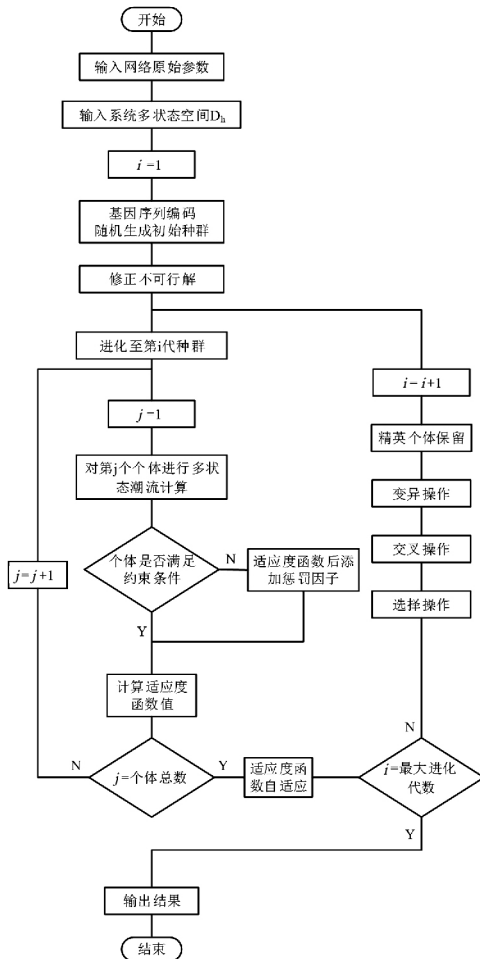 开始
输入网络原始参数
输入系统多状态空间Dh
i=1
基因序列编码
随机生成初始种群
修正不可行解
进化至第i代种群
i=i+1
j=1
精英个体保留
对第j个个体进行多状
态潮流计算
变异操作
个体是否满足
约束条件
N
适应度函数后添
加惩罚因子
交叉操作
j=j+1
选择操作
Y
计算适应度
函数值
N
N
j=个体总数
Y
适应度函
数自适应
i=最大进化
代数
Y
输出结果
结束